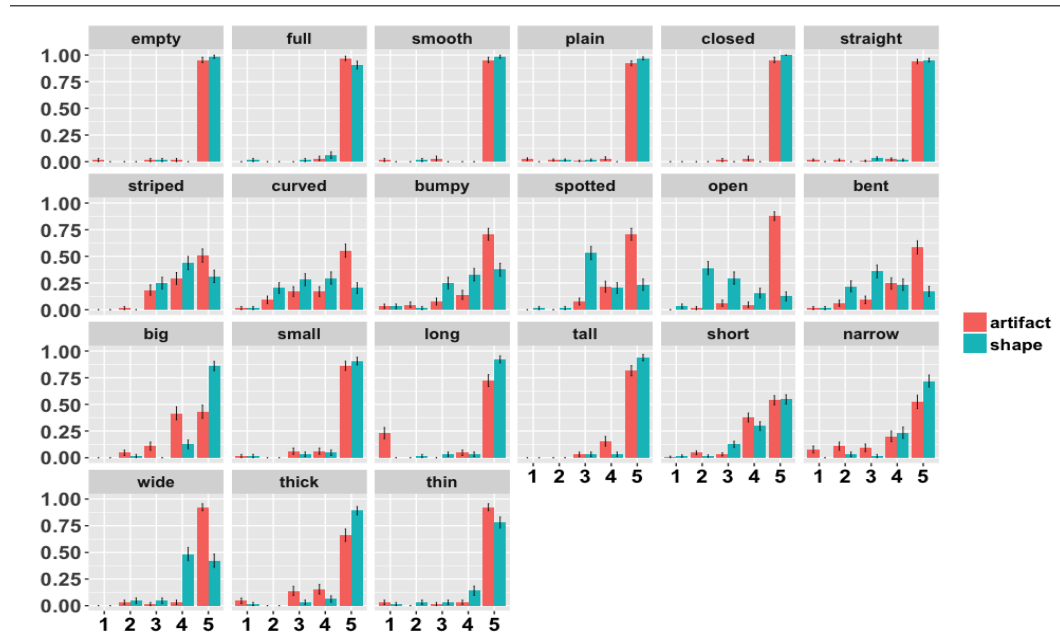 empty full smooth plain closed straight
1.00
0.75
0.50
0.25
0.00
striped curved bumpy spotted open bent
1.00
0.75
0.50
0.25
0.00
artifact
shape
big small long tall short narrow
1.00
0.75
0.50
0.25
0.00
1 2 3 4 5 1 2 3 4 5 1 2 3 4 5
wide thick thin
1.00
0.75
0.50
0.25
0.00
1 2 3 4 5 1 2 3 4 5 1 2 3 4 5